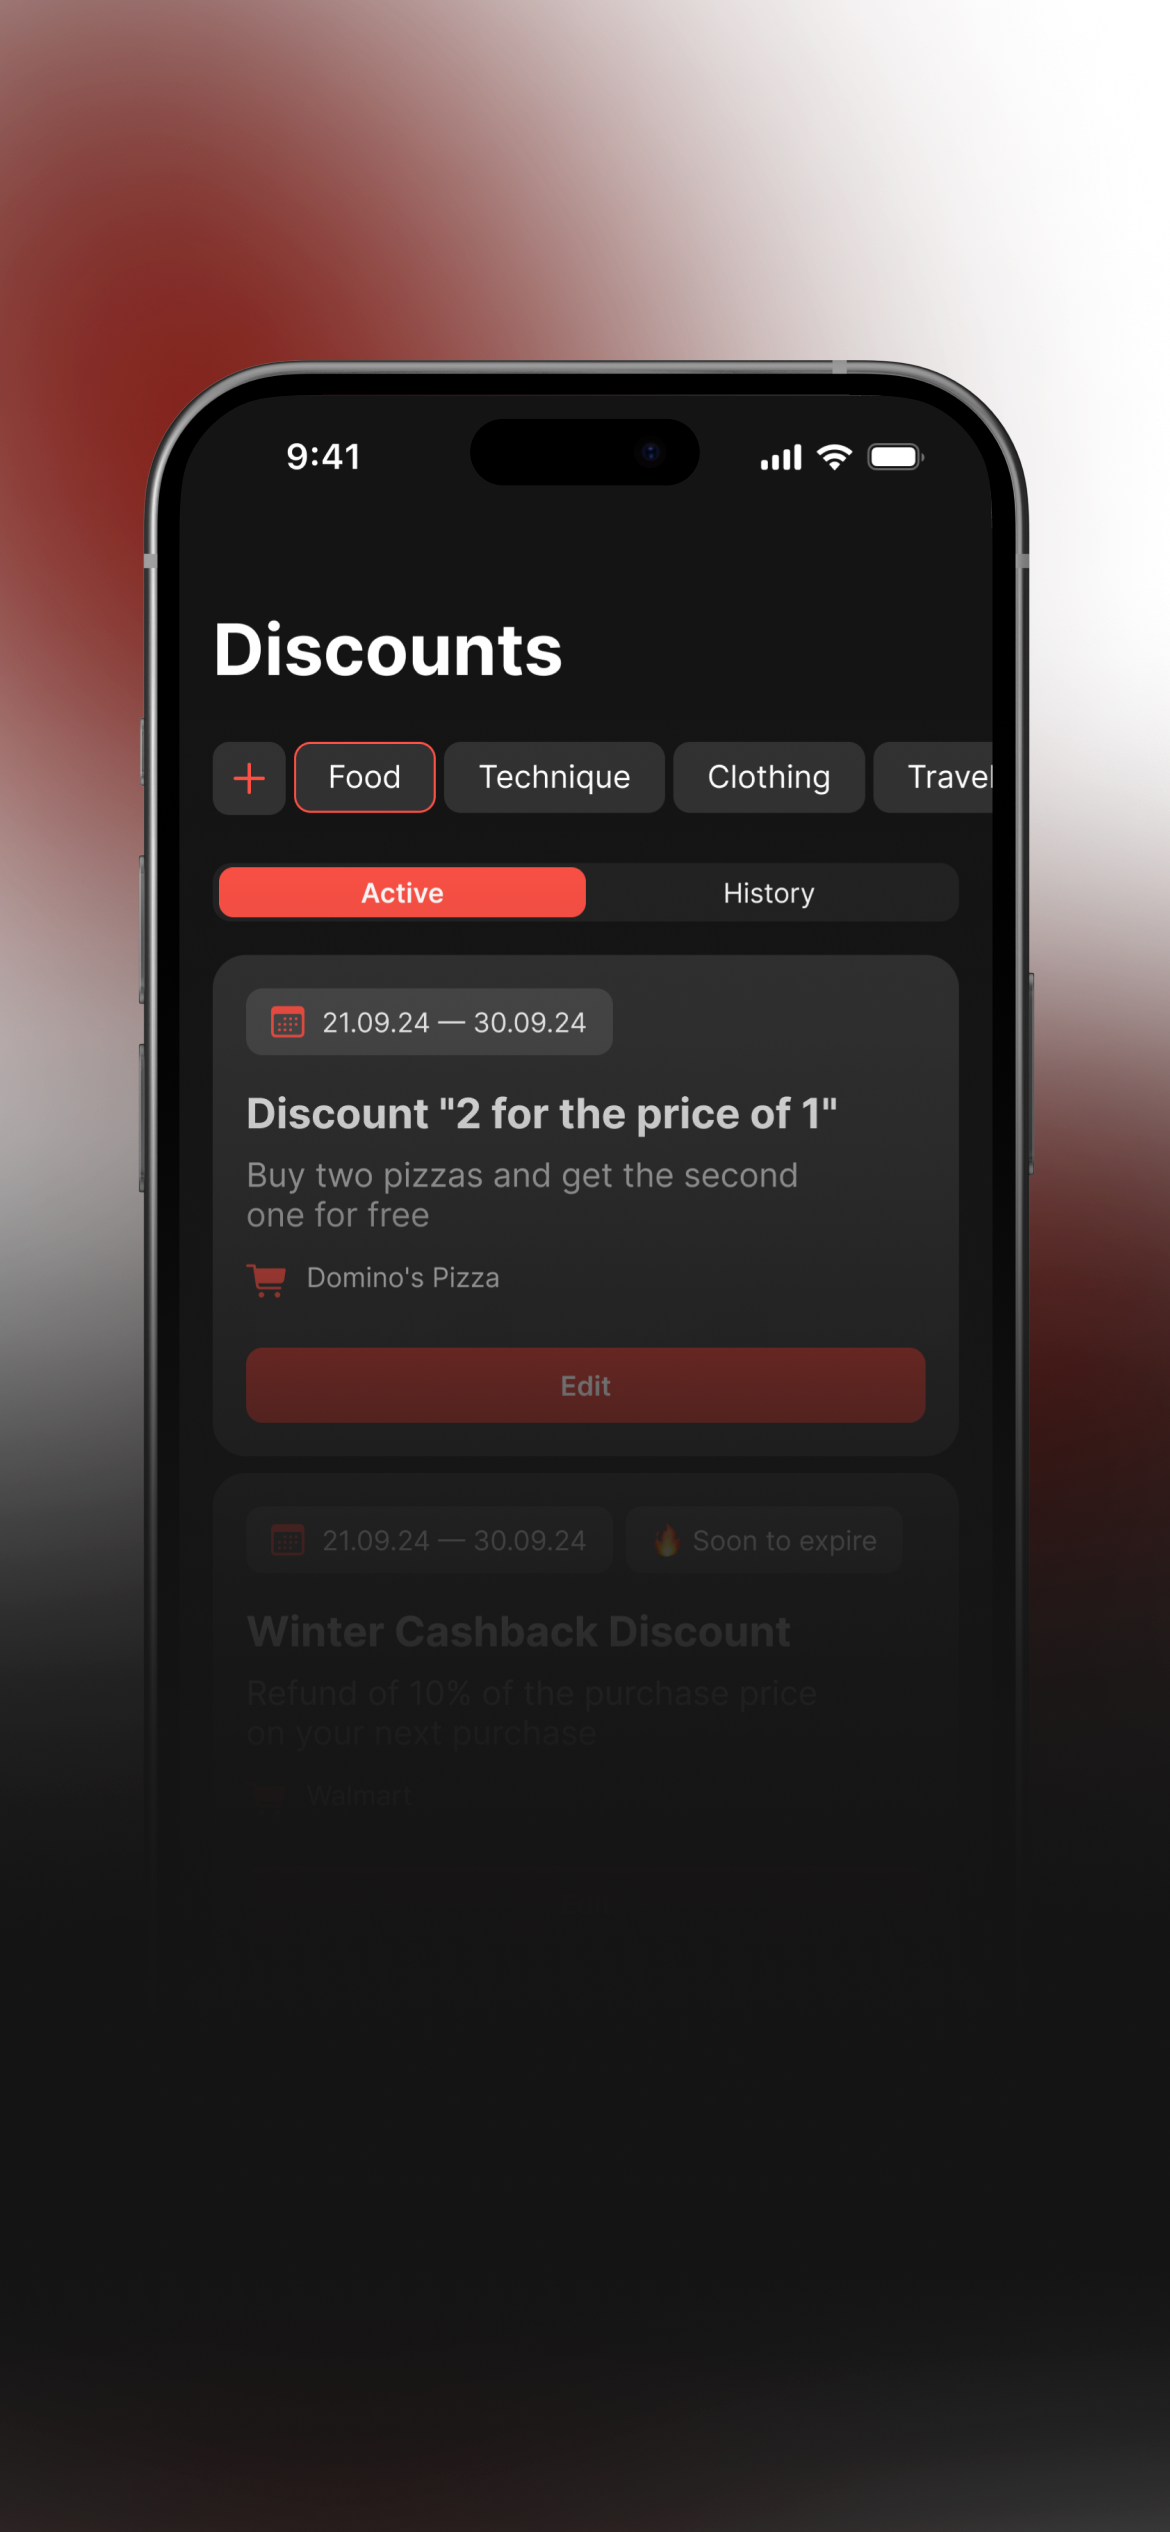 9:41
Discounts
Food Technique Clothing Travel
Active History
21.09.24 — 30.09.24
Discount "2 for the price of 1"
Buy two pizzas and get the second
one for free
Domino's Pizza
Edit
21.09.24 — 30.09.24 Soon to expire
Winter Cashback Discount
Refund of 10% of the purchase price
on your next purchase
Walmart